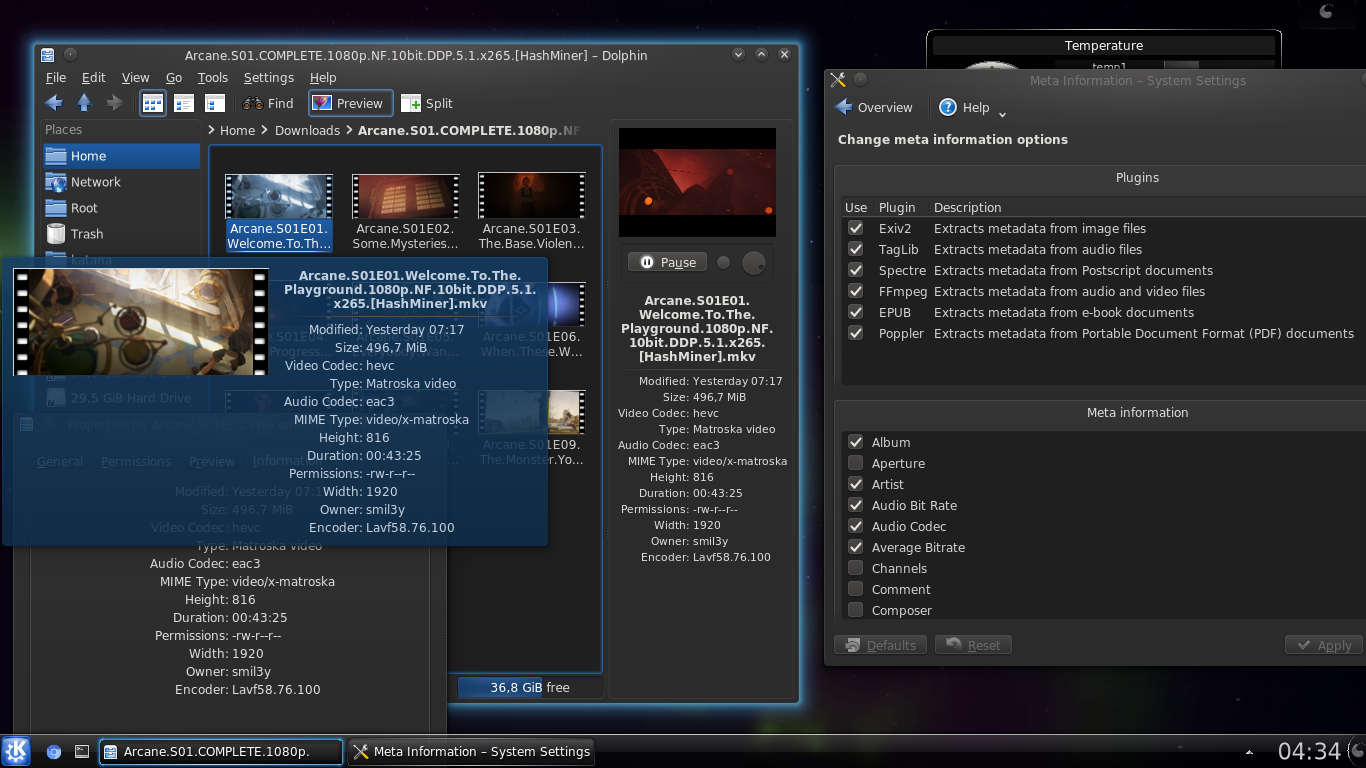 Arcane.S01.COMPLETE.1080p.NF.10bit.DDP.5.1.x265.[HashMiner] – Dolphin
File Edit View Go Tools Settings Help
Find Preview Split
Places
Home
Network
Root
Trash
katana
29,5 GiB Hard Drive
Home Downloads Arcane.S01.COMPLETE.1080p.NF
Arcane.S01E01.
Welcome.To.Th...
Arcane.S01E02.
Some.Mysteries...
Arcane.S01E03.
The.Base.Violen...
Arcane.S01E06.
When.These.W...
Arcane.S01E09.
The.Monster.Yo...
36,8 GiB free
Pause
Arcane.S01E01.
Welcome.To.The.
Playground.1080p.NF.
10bit.DDP.5.1.x265.
[HashMiner].mkv
Modified: Yesterday 07:17
Size: 496,7 MiB
Video Codec: hevc
Type: Matroska video
Audio Codec: eac3
MIME Type: video/x-matroska
Height: 816
Duration: 00:43:25
Permissions: -rw-r--r--
Width: 1920
Owner: smil3y
Encoder: Lavf58.76.100
Arcane.S01E01.Welcome.To.The.
Playground.1080p.NF.10bit.DDP.5.1.
x265.[HashMiner].mkv
Modified: Yesterday 07:17
Size: 496,7 MiB
Video Codec: hevc
Type: Matroska video
Audio Codec: eac3
MIME Type: video/x-matroska
Height: 816
Duration: 00:43:25
Permissions: -rw-r--r--
Width: 1920
Owner: smil3y
Encoder: Lavf58.76.100
Properties for Arcane.S01E01.Welcome
General Permissions Preview Information
Modified: Yesterday 07:1
Size: 496,7 MiB
Video Codec: hevc
Type: Matroska video
Audio Codec: eac3
MIME Type: video/x-matroska
Height: 816
Duration: 00:43:25
Permissions: -rw-r--r--
Width: 1920
Owner: smil3y
Encoder: Lavf58.76.100
Temperature
temp1
Meta Information – System Settings
Overview Help
Change meta information options
Plugins
Use Plugin Description
Exiv2 Extracts metadata from image files
TagLib Extracts metadata from audio files
Spectre Extracts metadata from Postscript documents
FFmpeg Extracts metadata from audio and video files
EPUB Extracts metadata from e-book documents
Poppler Extracts metadata from Portable Document Format (PDF) documents
Meta information
Album
Aperture
Artist
Audio Bit Rate
Audio Codec
Average Bitrate
Channels
Comment
Composer
Defaults Reset Apply
Arcane.S01.COMPLETE.1080p. Meta Information – System Settings 04:34